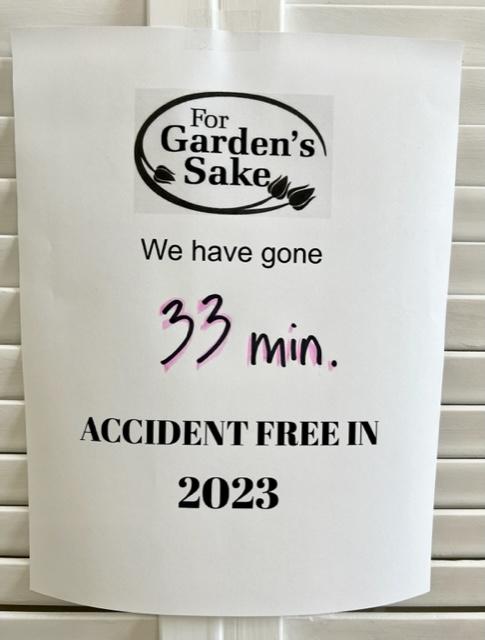 For
Garden's
Sake
We have gone
33 min.
ACCIDENT FREE IN
2023